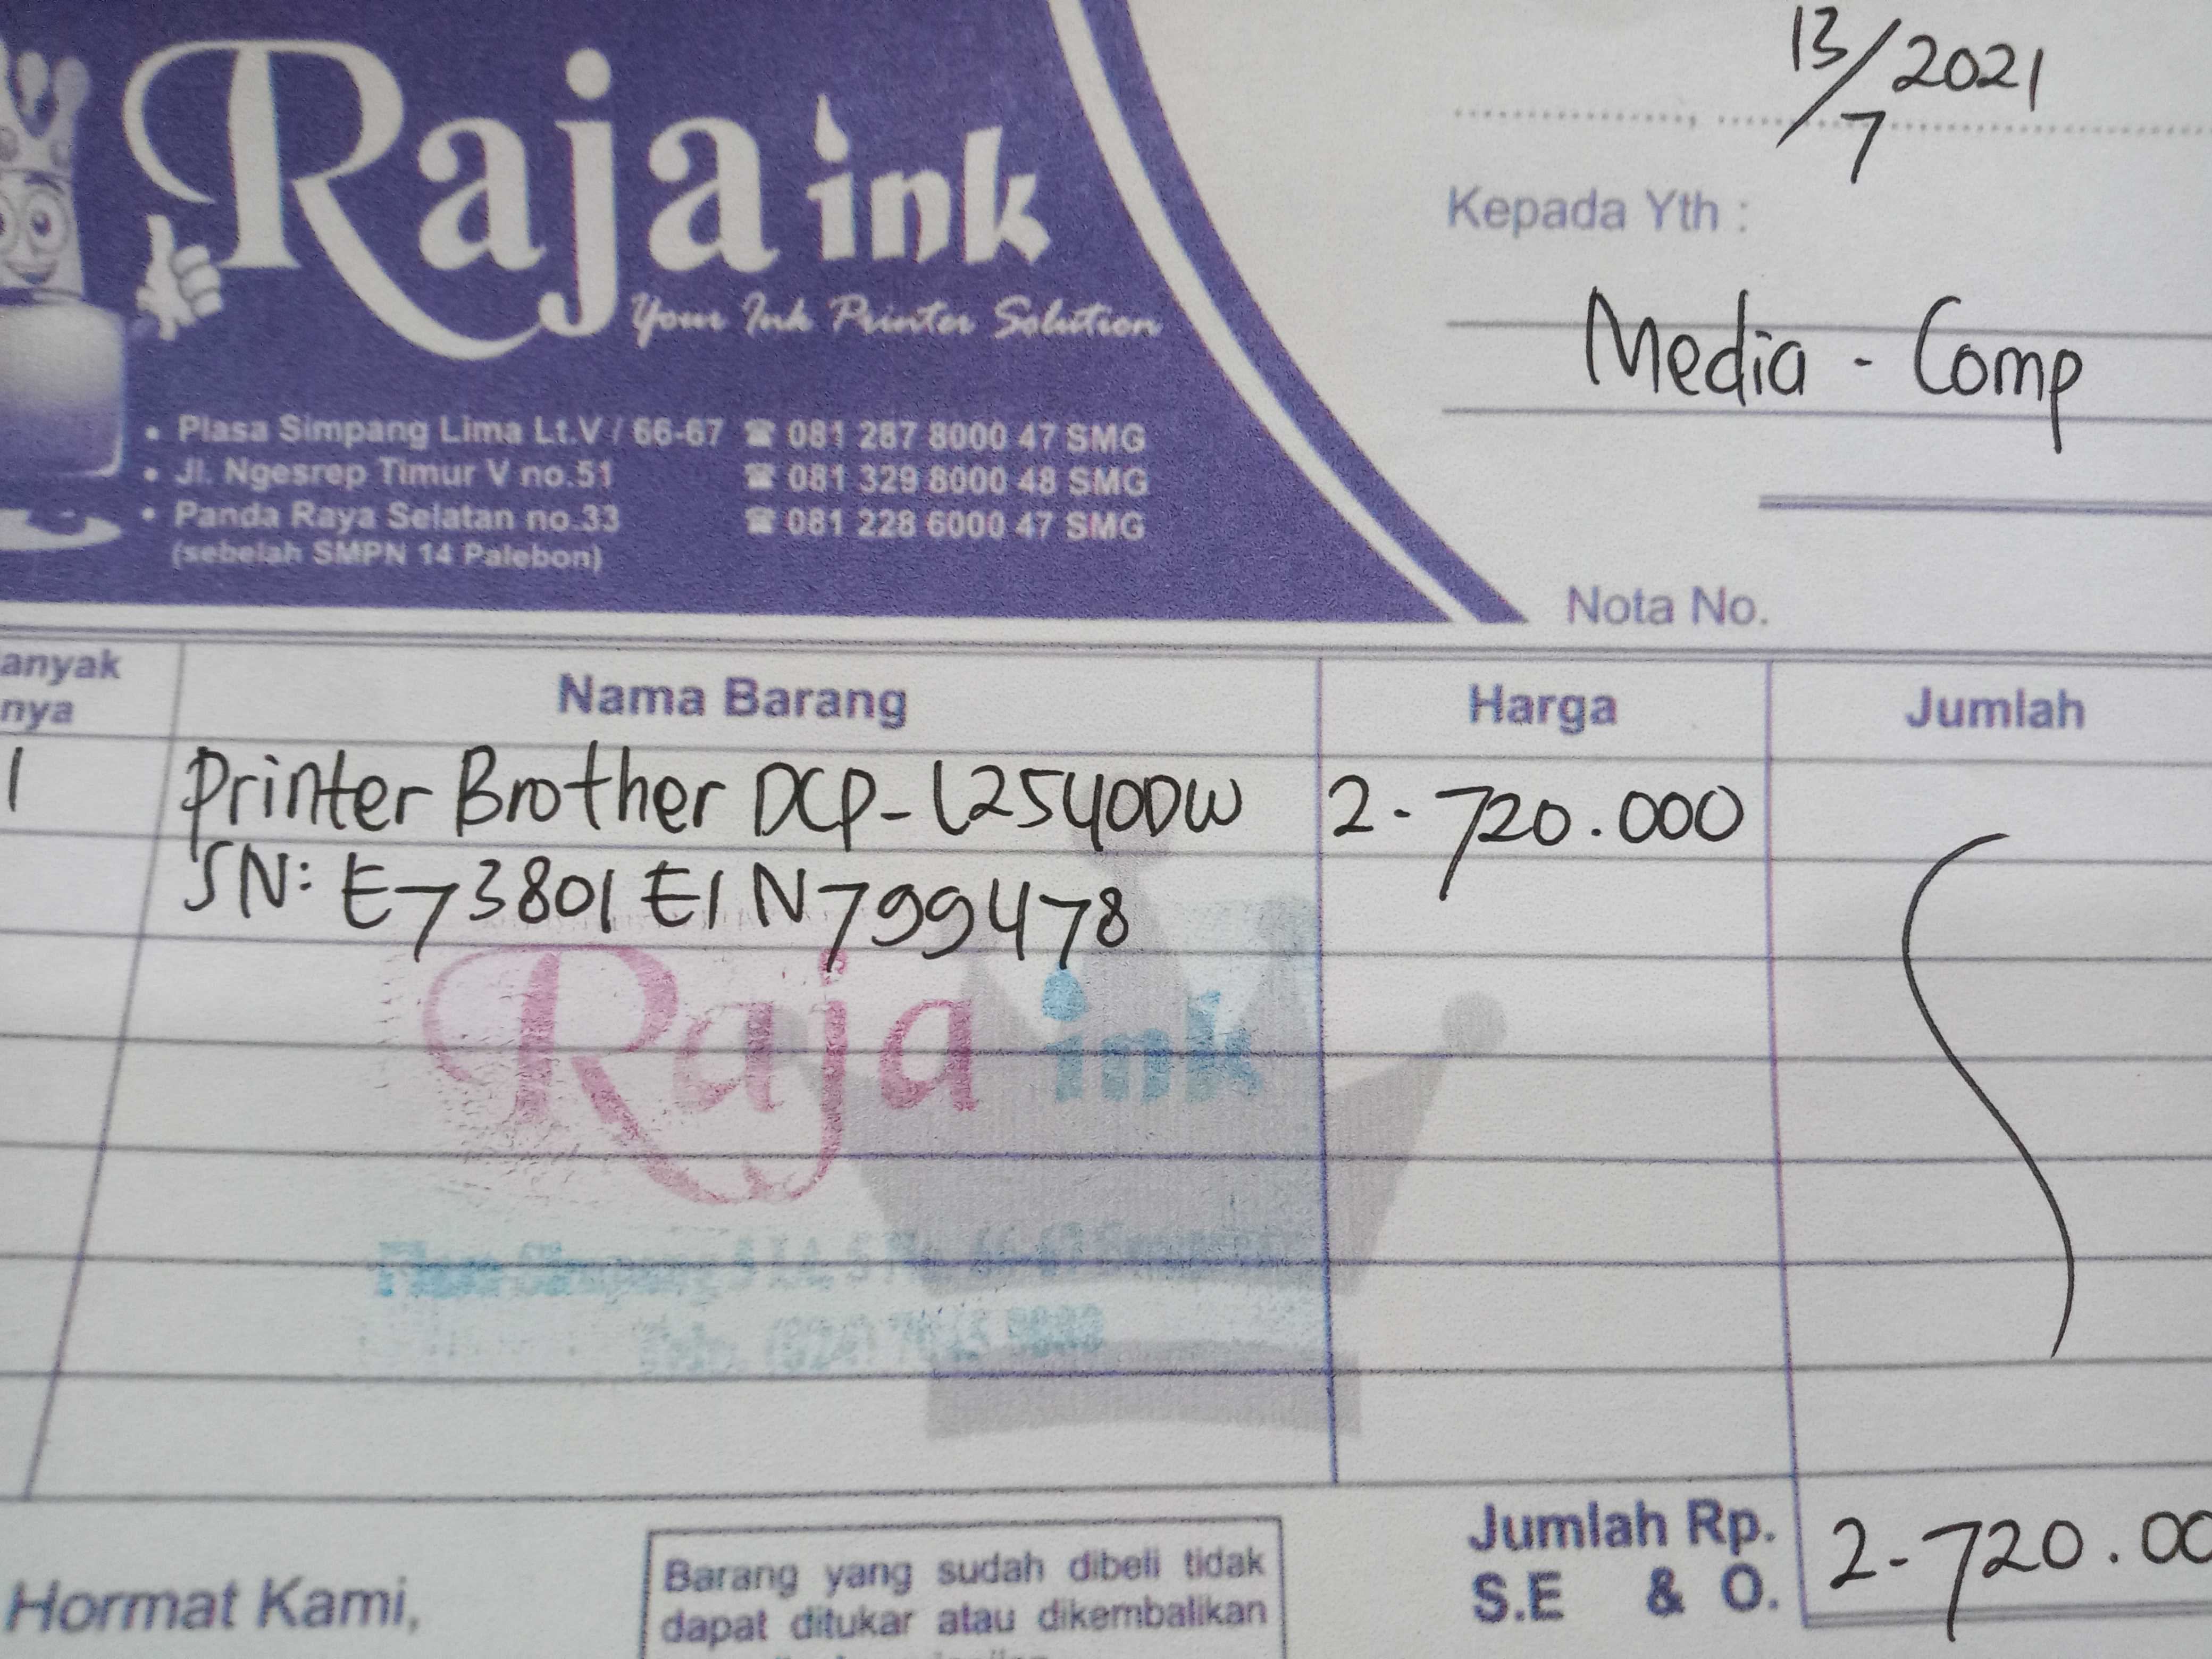 Raja ink
Your Ink Printer Solution
• Plasa Simpang Lima Lt.V / 66-67 ☎ 081 287 8000 47 SMG
• Jl. Ngesrep Timur V no.51 ☎ 081 329 8000 48 SMG
• Panda Raya Selatan no.33 ☎ 081 228 6000 47 SMG
(sebelah SMPN 14 Palebon)
13/7 2021
Kepada Yth :
Media - Comp
Nota No.
anyak
nya
Nama Barang
Harga
Jumlah
1 Printer Brother DCP-L2540DW 2-720.000
SN: E73801E1N799478
Raja ink
Jumlah Rp. 2-720.00
S.E & O.
Hormat Kami,
Barang yang sudah dibeli tidak
dapat ditukar atau dikembalikan